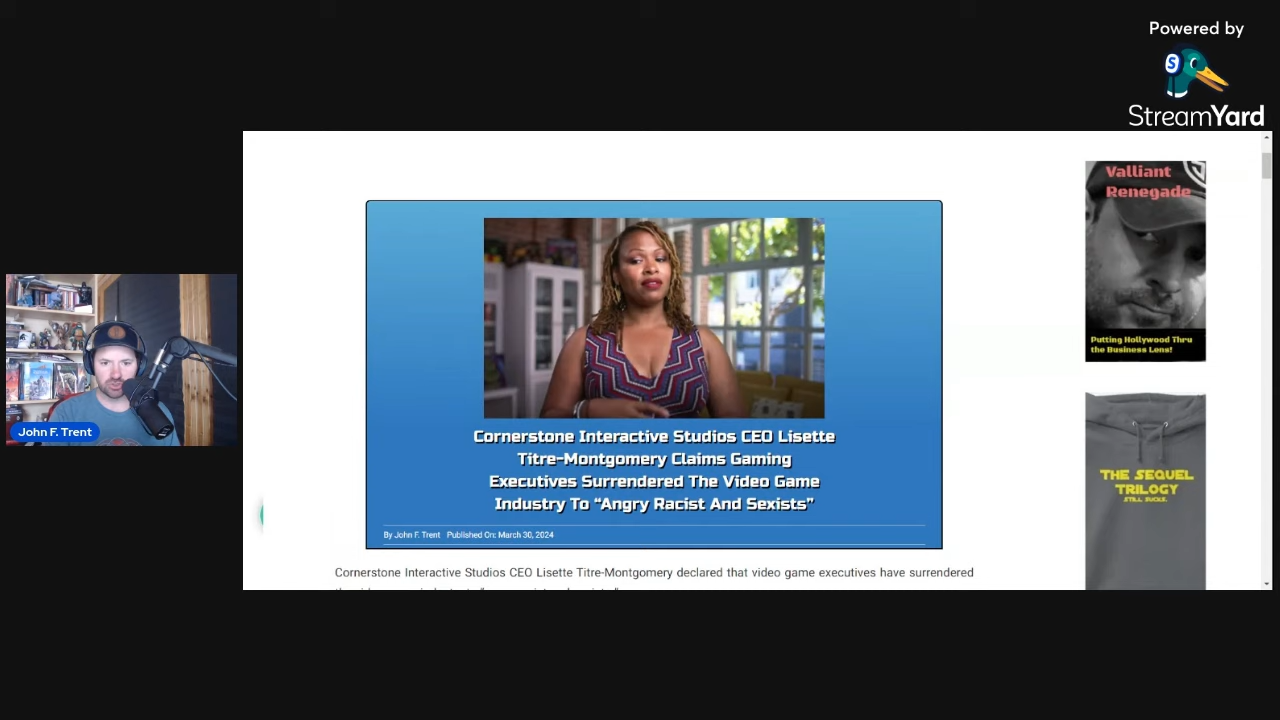 Powered by
S
StreamYard
Valliant
Renegade
Putting Hollywood Thru
the Business Lens!
John F. Trent
Cornerstone Interactive Studios CEO Lisette
Titre-Montgomery Claims Gaming
Executives Surrendered The Video Game
Industry To “Angry Racist And Sexists”
By John F. Trent Published On: March 30, 2024
THE SEQUEL
TRILOGY
STILL SUCKS.
Cornerstone Interactive Studios CEO Lisette Titre-Montgomery declared that video game executives have surrendered